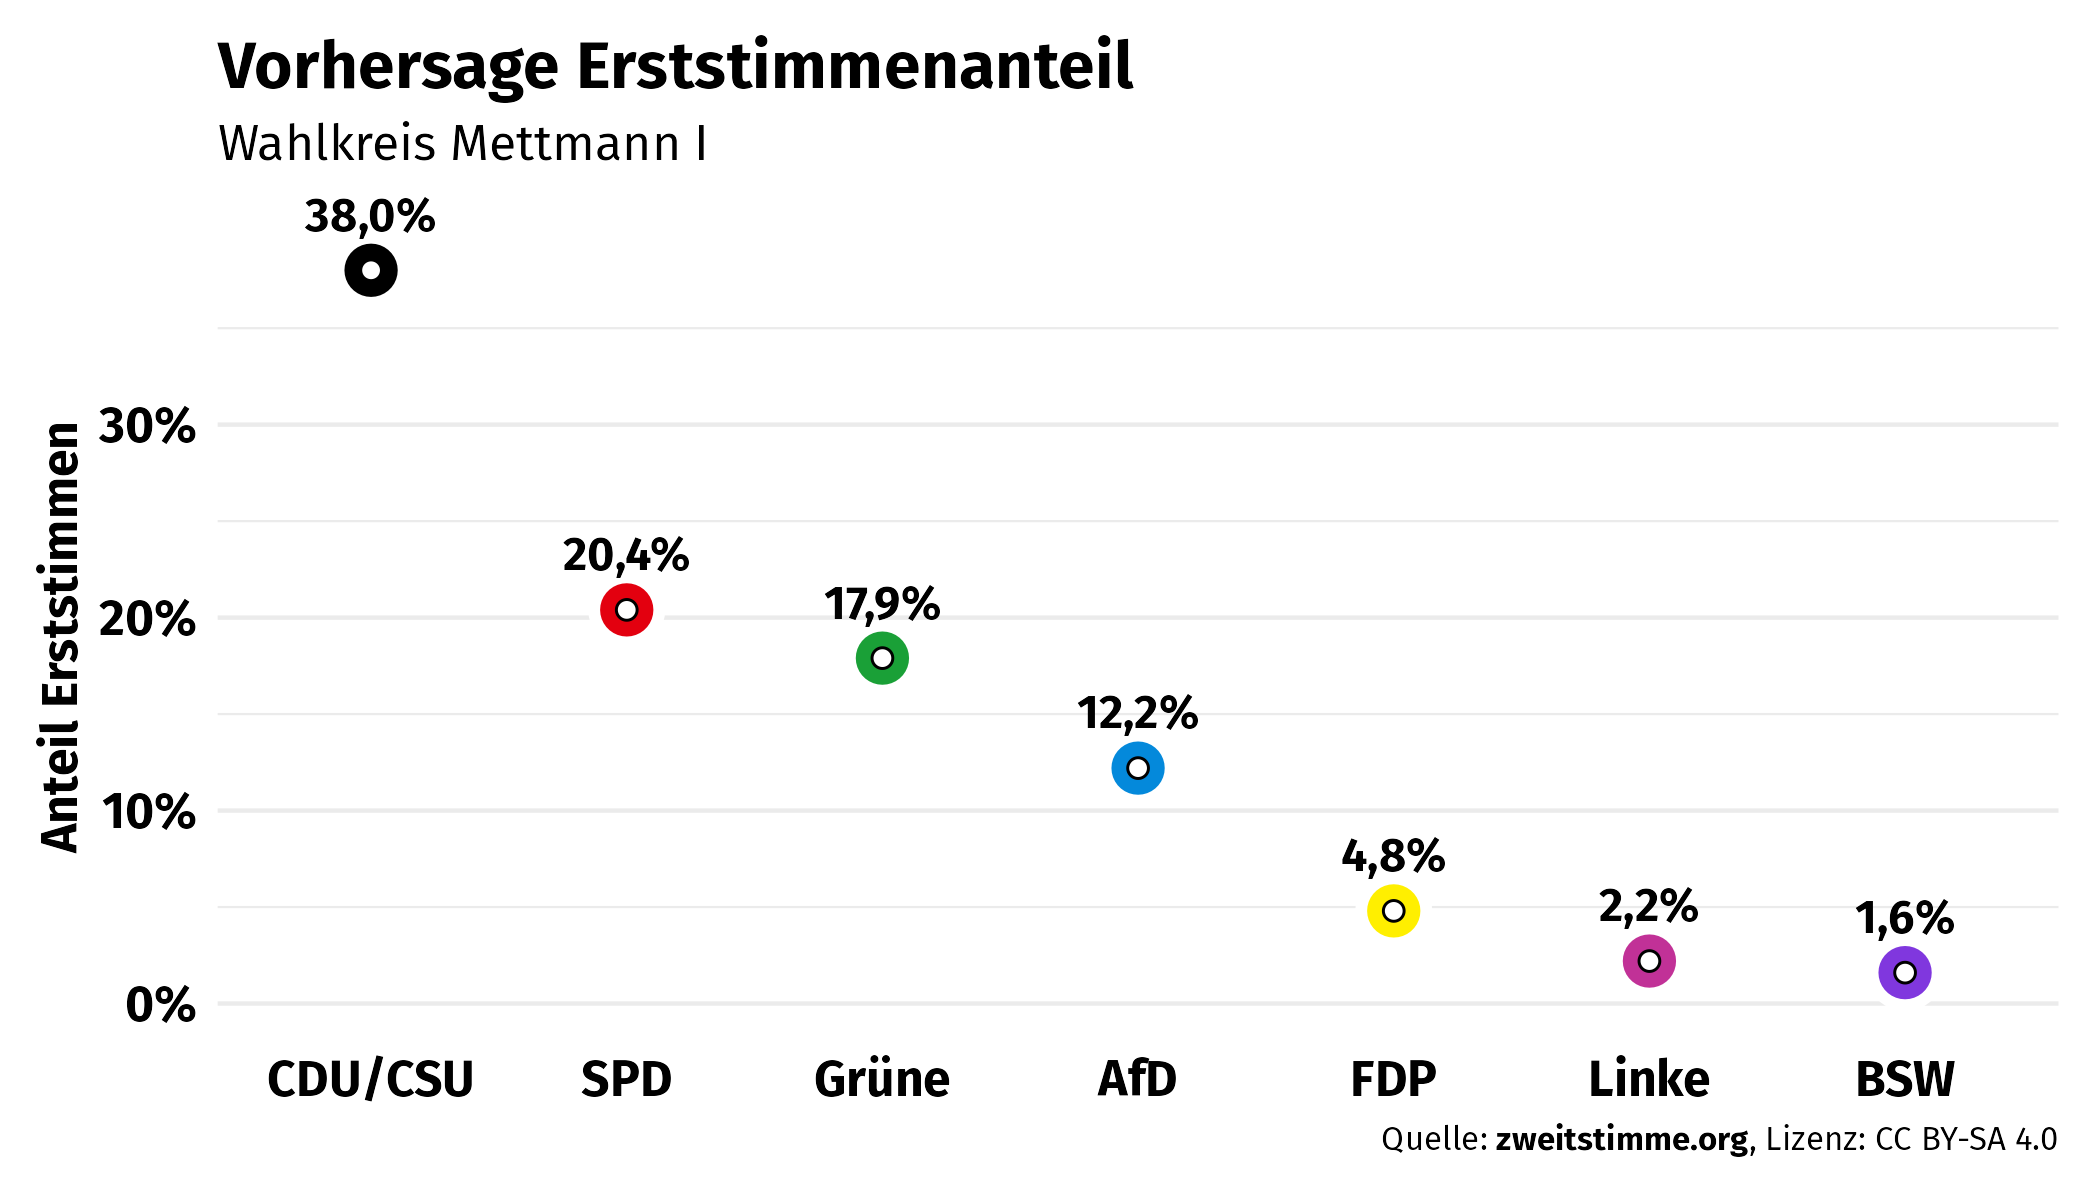 Vorhersage Erststimmenanteil
Wahlkreis Mettmann I
38,0%
20,4%
17,9%
12,2%
4,8%
2,2%
1,6%
Anteil Erststimmen
30%
20%
10%
0%
CDU/CSU SPD Grüne AfD FDP Linke BSW
Quelle: zweitstimme.org, Lizenz: CC BY-SA 4.0